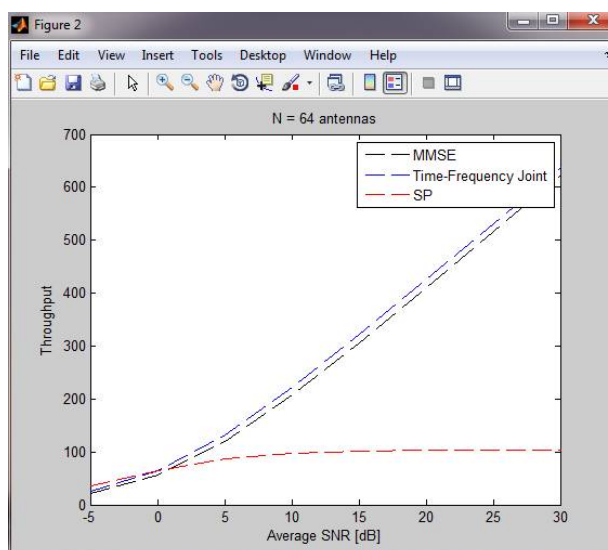 Figure 2
File Edit View Insert Tools Desktop Window Help
N = 64 antennas
700
600
500
400
300
200
100
0
Throughput
MMSE
Time-Frequency Joint
SP
-5 0 5 10 15 20 25 30
Average SNR [dB]